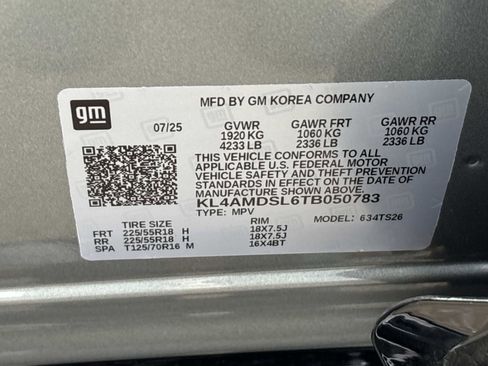 gm
MFD BY GM KOREA COMPANY
07/25 GVWR GAWR FRT GAWR RR
1920 KG 1060 KG 1060 KG
4233 LB 2336 LB 2336 LB
THIS VEHICLE CONFORMS TO ALL
APPLICABLE U.S. FEDERAL MOTOR
VEHICLE SAFETY AND THEFT PREVENTION
STANDARDS IN EFFECT ON THE DATE OF
MANUFACTURE SHOWN ABOVE.
KL4AMDSL6TB050783
TYPE: MPV MODEL: 634TS26
TIRE SIZE RIM
FRT 225/55R18 H 18X7.5J
RR 225/55R18 H 18X7.5J
SPA T125/70R16 M 16X4BT